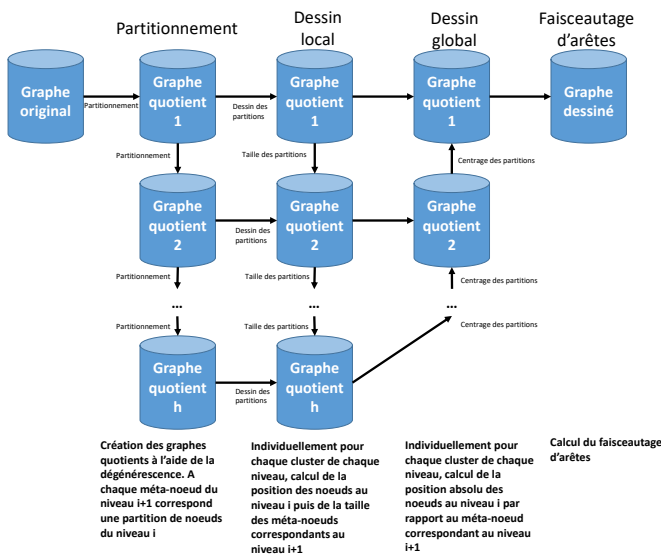 Partitionnement
Dessin
local
Dessin
global
Faisceautage
d'arêtes
Graphe
original
Partitionnement
Graphe
quotient
1
Dessin des
partitions
Graphe
quotient
1
Graphe
quotient
1
Graphe
dessiné
Partitionnement
Taille des partitions
Centrage des partitions
Graphe
quotient
2
Dessin des
partitions
Graphe
quotient
2
Graphe
quotient
2
Partitionnement
Taille des partitions
Centrage des partitions
...
...
...
Partitionnement
Taille des partitions
Centrage des partitions
Graphe
quotient
h
Dessin des
partitions
Graphe
quotient
h
Création des graphes
quotients à l'aide de la
dégénérescence. A
chaque méta-noeud du
niveau i+1 correspond
une partition de noeuds
du niveau i
Individuellement pour
chaque cluster de chaque
niveau, calcul de la
position des noeuds au
niveau i puis de la taille
des méta-noeuds
correspondants au
niveau i+1
Individuellement pour
chaque cluster de chaque
niveau, calcul de la
position absolu des
noeuds au niveau i par
rapport au méta-noeud
correspondant au niveau
i+1
Calcul du faisceautage
d'arêtes